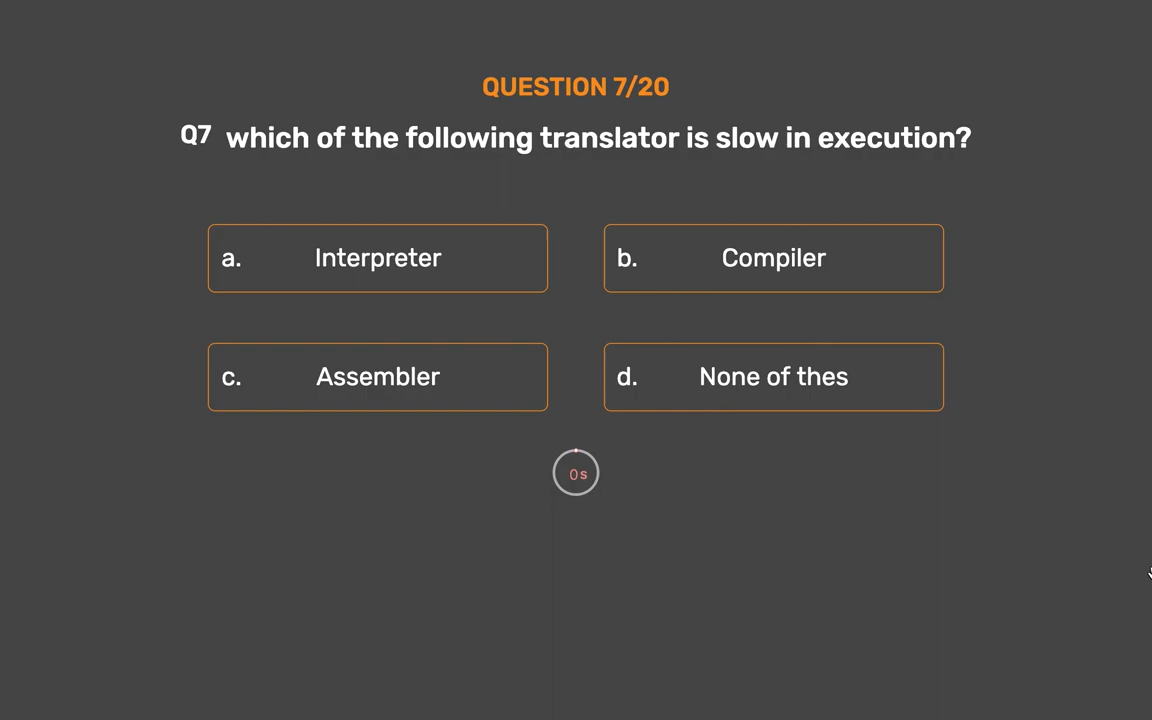 QUESTION 7/20
Q7 which of the following translator is slow in execution?
a. Interpreter
b. Compiler
c. Assembler
d. None of thes
0s